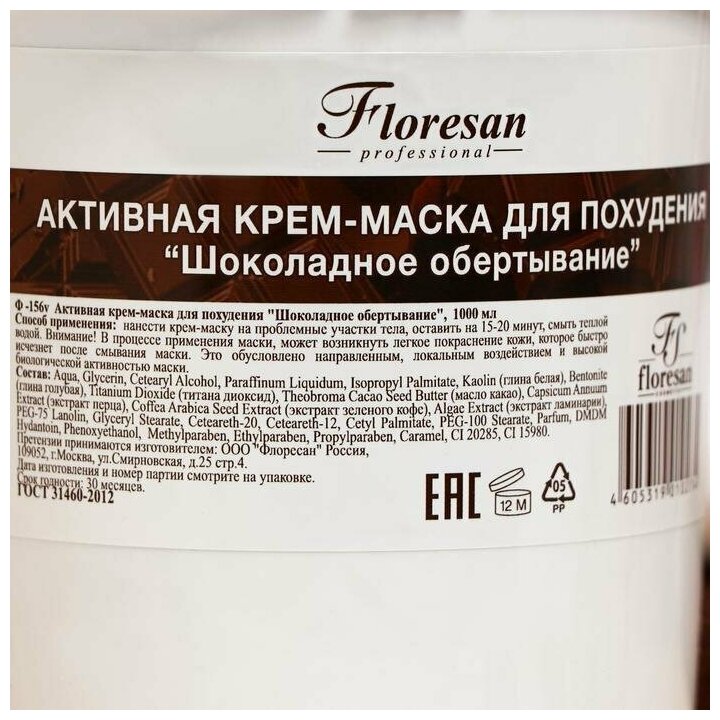 Floresan
professional
АКТИВНАЯ КРЕМ-МАСКА ДЛЯ ПОХУДЕНИЯ
“Шоколадное обертывание”
Ф -156v Активная крем-маска для похудения "Шоколадное обертывание", 1000 мл
Способ применения: нанести крем-маску на проблемные участки тела, оставить на 15-20 минут, смыть теплой
водой. Внимание! В процессе применения маски, может возникнуть легкое покраснение кожи, которое быстро
исчезнет после смывания маски. Это обусловлено направленным, локальным воздействием и высокой
биологической активностью маски.
Состав: Aqua, Glycerin, Cetearyl Alcohol, Paraffinum Liquidum, Isopropyl Palmitate, Kaolin (глина белая), Bentonite
(глина голубая), Titanium Dioxide (титана диоксид), Theobroma Cacao Seed Butter (масло какао), Capsicum Annuum
Extract (экстракт перца), Coffea Arabica Seed Extract (экстракт зеленого кофе), Algae Extract (экстракт ламинарии),
PEG-75 Lanolin, Glyceryl Stearate, Ceteareth-20, Ceteareth-12, Cetyl Palmitate, PEG-100 Stearate, Parfum, DMDM
Hydantoin, Phenoxyethanol, Methylparaben, Ethylparaben, Propylparaben, Caramel, CI 20285, CI 15980.
Претензии принимаются изготовителем: ООО "Флоресан" Россия,
109052, г.Москва, ул.Смирновская, д.25 стр.4.
Дата изготовления и номер партии смотрите на упаковке.
Срок годности: 30 месяцев.
ГОСТ 31460-2012
floresan
EAC
12 M
05
PP